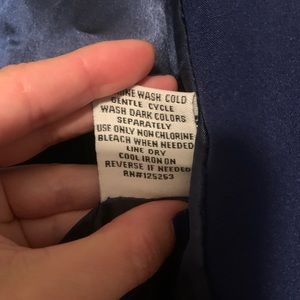 HINE WASH COLD
GENTLE CYCLE
WASH DARK COLORS
SEPARATELY
USE ONLY NON CHLORINE
BLEACH WHEN NEEDED
LINE DRY
COOL IRON ON
REVERSE IF NEEDED
RN#125263